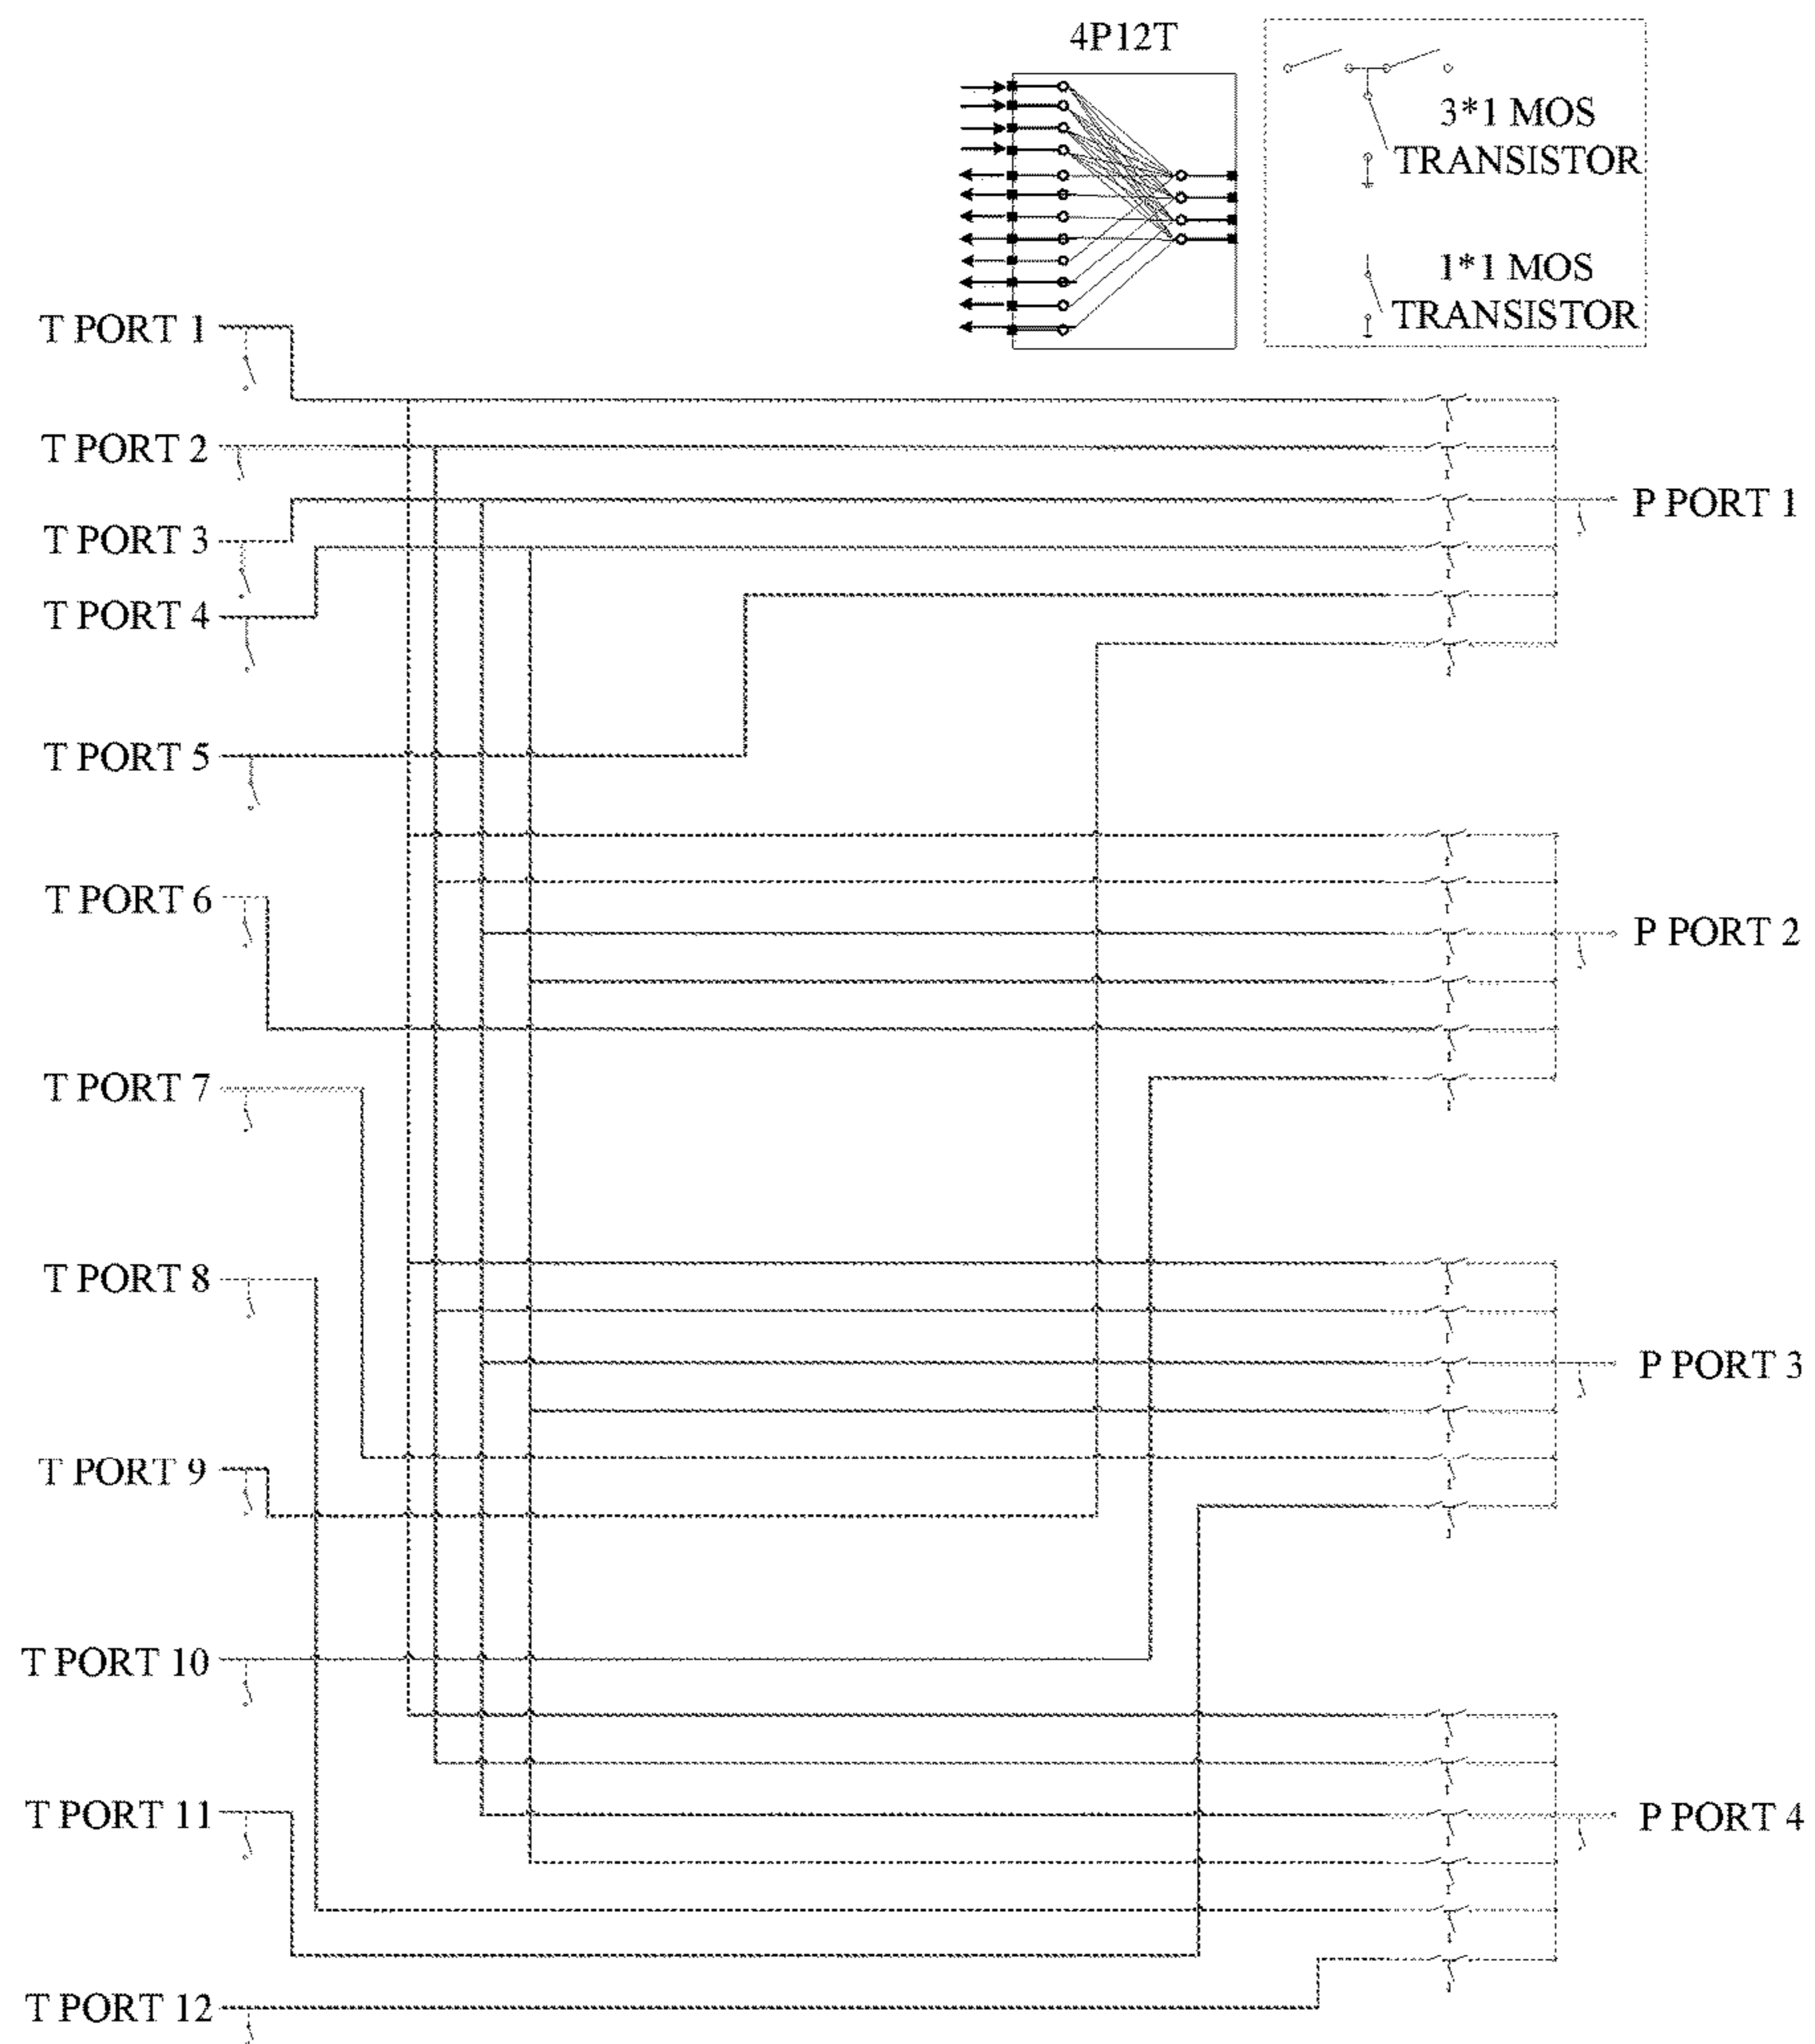 4P12T
3*1 MOS
TRANSISTOR
1*1 MOS
TRANSISTOR
T PORT 1
T PORT 2
T PORT 3
T PORT 4
T PORT 5
T PORT 6
T PORT 7
T PORT 8
T PORT 9
T PORT 10
T PORT 11
T PORT 12
P PORT 1
P PORT 2
P PORT 3
P PORT 4